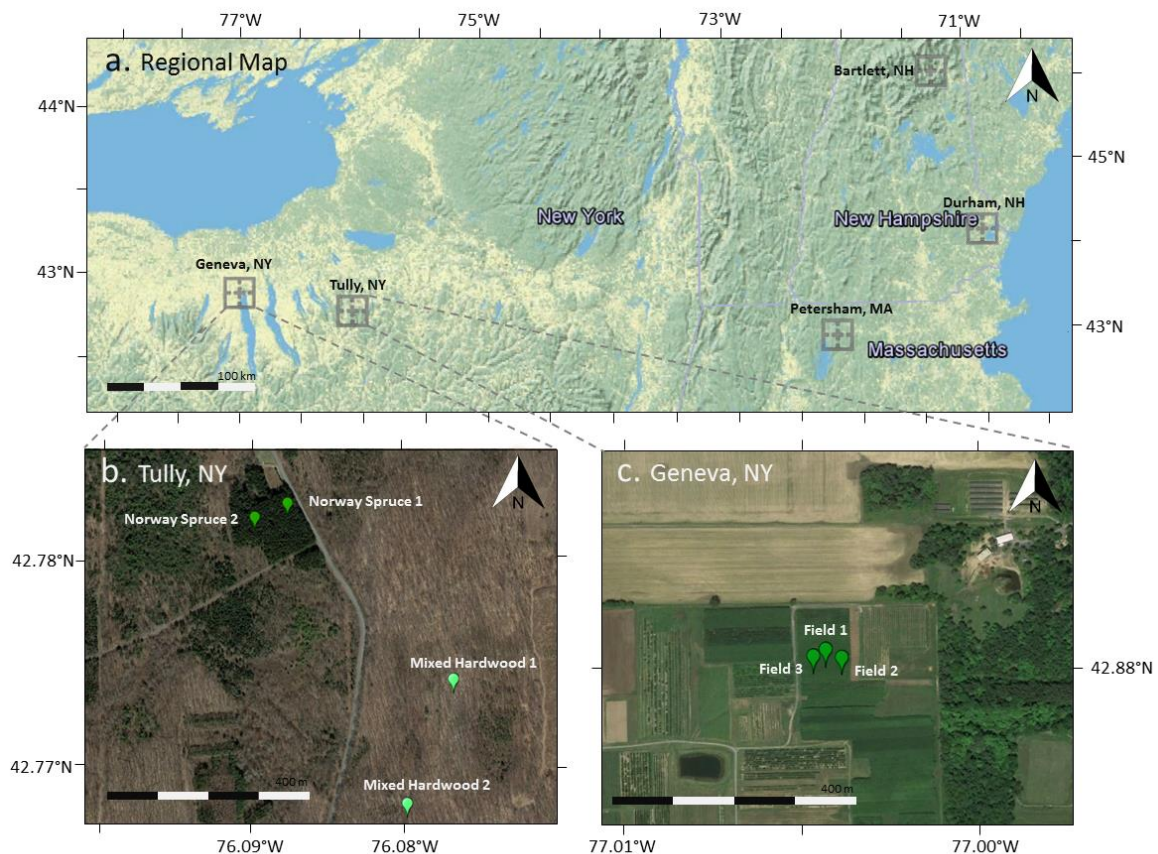 77°W 75°W 73°W 71°W
a. Regional Map
Bartlett, NH
N
44°N
45°N
Durham, NH
New York
New Hampshire
43°N
Geneva, NY
Tully, NY
Petersham, MA
43°N
Massachusetts
100 km
b. Tully, NY
N
Norway Spruce 1
Norway Spruce 2
42.78°N
Mixed Hardwood 1
42.77°N
Mixed Hardwood 2
400 m
76.09°W 76.08°W
c. Geneva, NY
N
Field 1
Field 3 Field 2
42.88°N
400 m
77.01°W 77.00°W